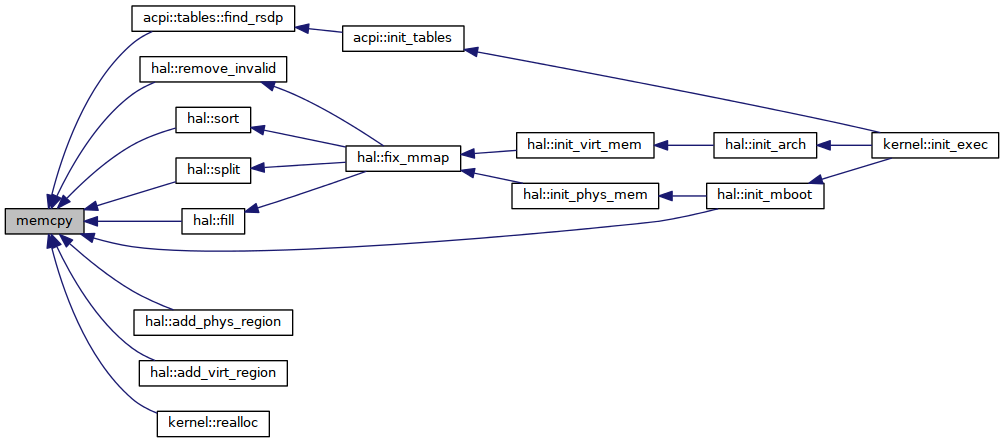 acpi::tables::find_rsdp
acpi::init_tables
hal::remove_invalid
hal::sort
hal::init_virt_mem
hal::init_arch
kernel::init_exec
hal::fix_mmap
hal::split
hal::init_phys_mem
hal::init_mboot
memcpy
hal::fill
hal::add_phys_region
hal::add_virt_region
kernel::realloc